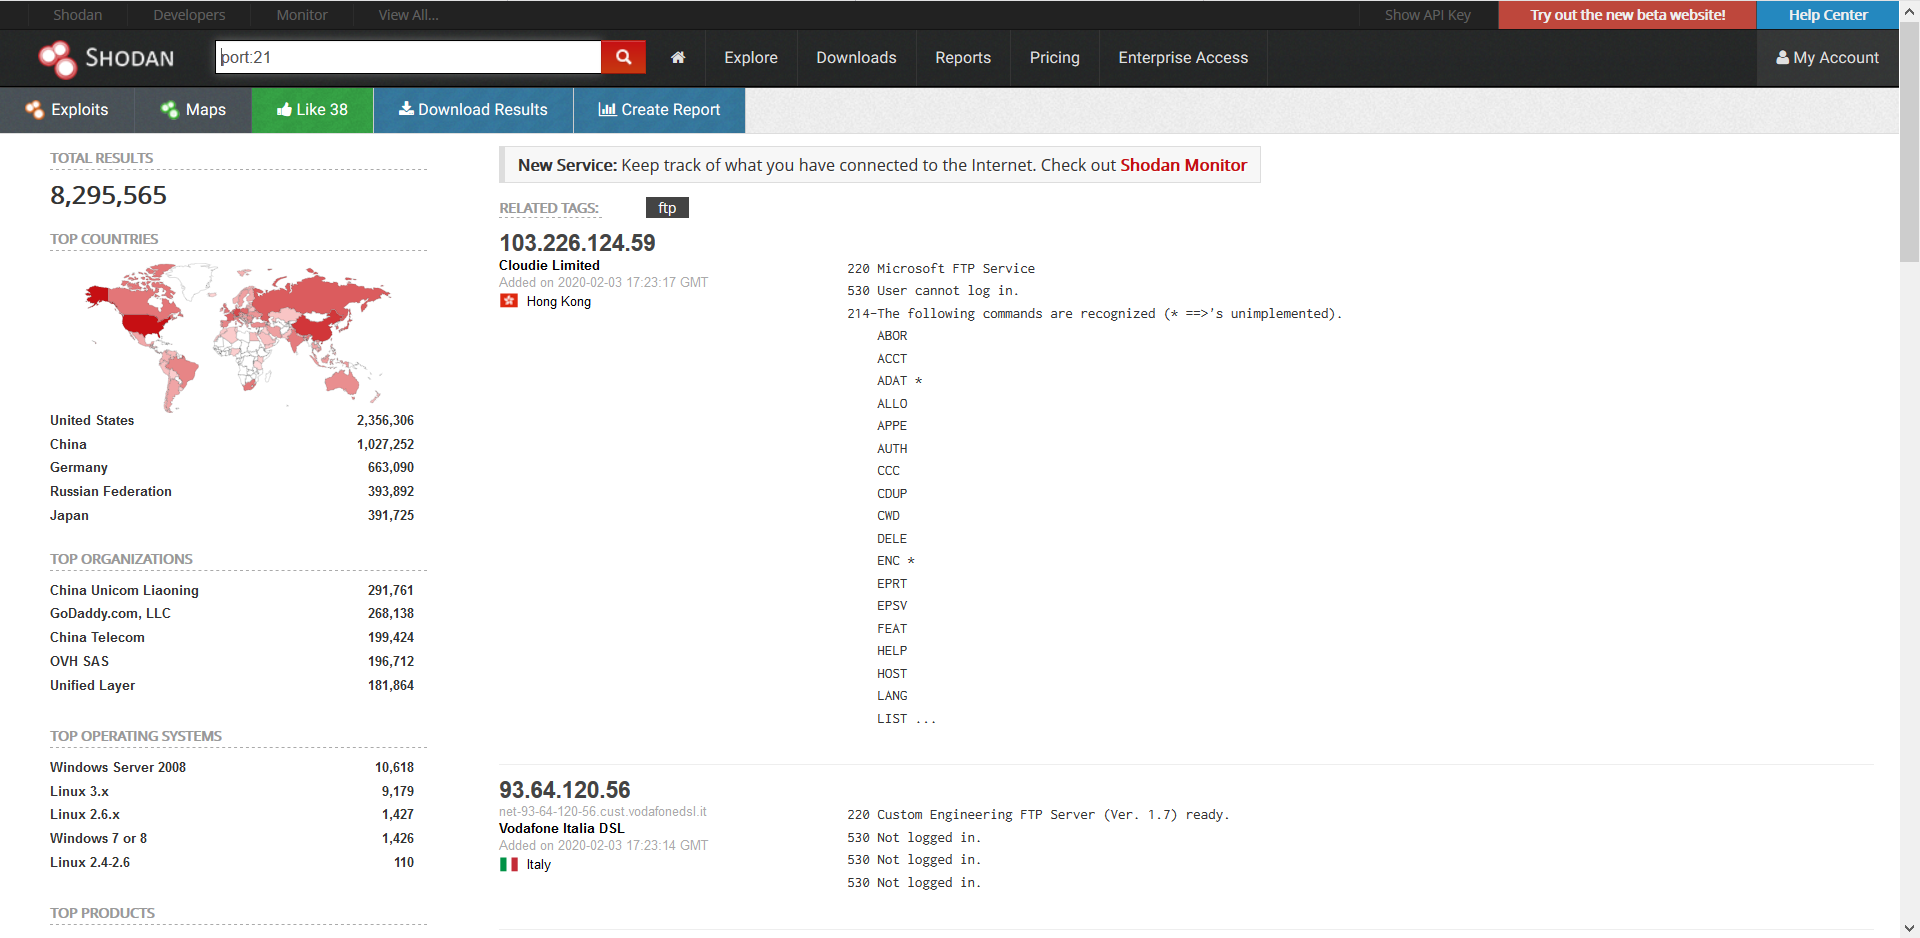 Shodan Developers Monitor View All... Show API Key Try out the new beta website! Help Center
SHODAN port:21 Explore Downloads Reports Pricing Enterprise Access My Account
Exploits Maps Like 38 Download Results Create Report
TOTAL RESULTS
8,295,565
TOP COUNTRIES
United States 2,356,306
China 1,027,252
Germany 663,090
Russian Federation 393,892
Japan 391,725
TOP ORGANIZATIONS
China Unicom Liaoning 291,761
GoDaddy.com, LLC 268,138
China Telecom 199,424
OVH SAS 196,712
Unified Layer 181,864
TOP OPERATING SYSTEMS
Windows Server 2008 10,618
Linux 3.x 9,179
Linux 2.6.x 1,427
Windows 7 or 8 1,426
Linux 2.4-2.6 110
TOP PRODUCTS
New Service: Keep track of what you have connected to the Internet. Check out Shodan Monitor
RELATED TAGS: ftp
103.226.124.59
Cloudie Limited
Added on 2020-02-03 17:23:17 GMT
Hong Kong
220 Microsoft FTP Service
530 User cannot log in.
214-The following commands are recognized (* ==>'s unimplemented).
ABOR
ACCT
ADAT *
ALLO
APPE
AUTH
CCC
CDUP
CWD
DELE
ENC *
EPRT
EPSV
FEAT
HELP
HOST
LANG
LIST ...
93.64.120.56
net-93-64-120-56.cust.vodafonedsl.it
Vodafone Italia DSL
Added on 2020-02-03 17:23:14 GMT
Italy
220 Custom Engineering FTP Server (Ver. 1.7) ready.
530 Not logged in.
530 Not logged in.
530 Not logged in.